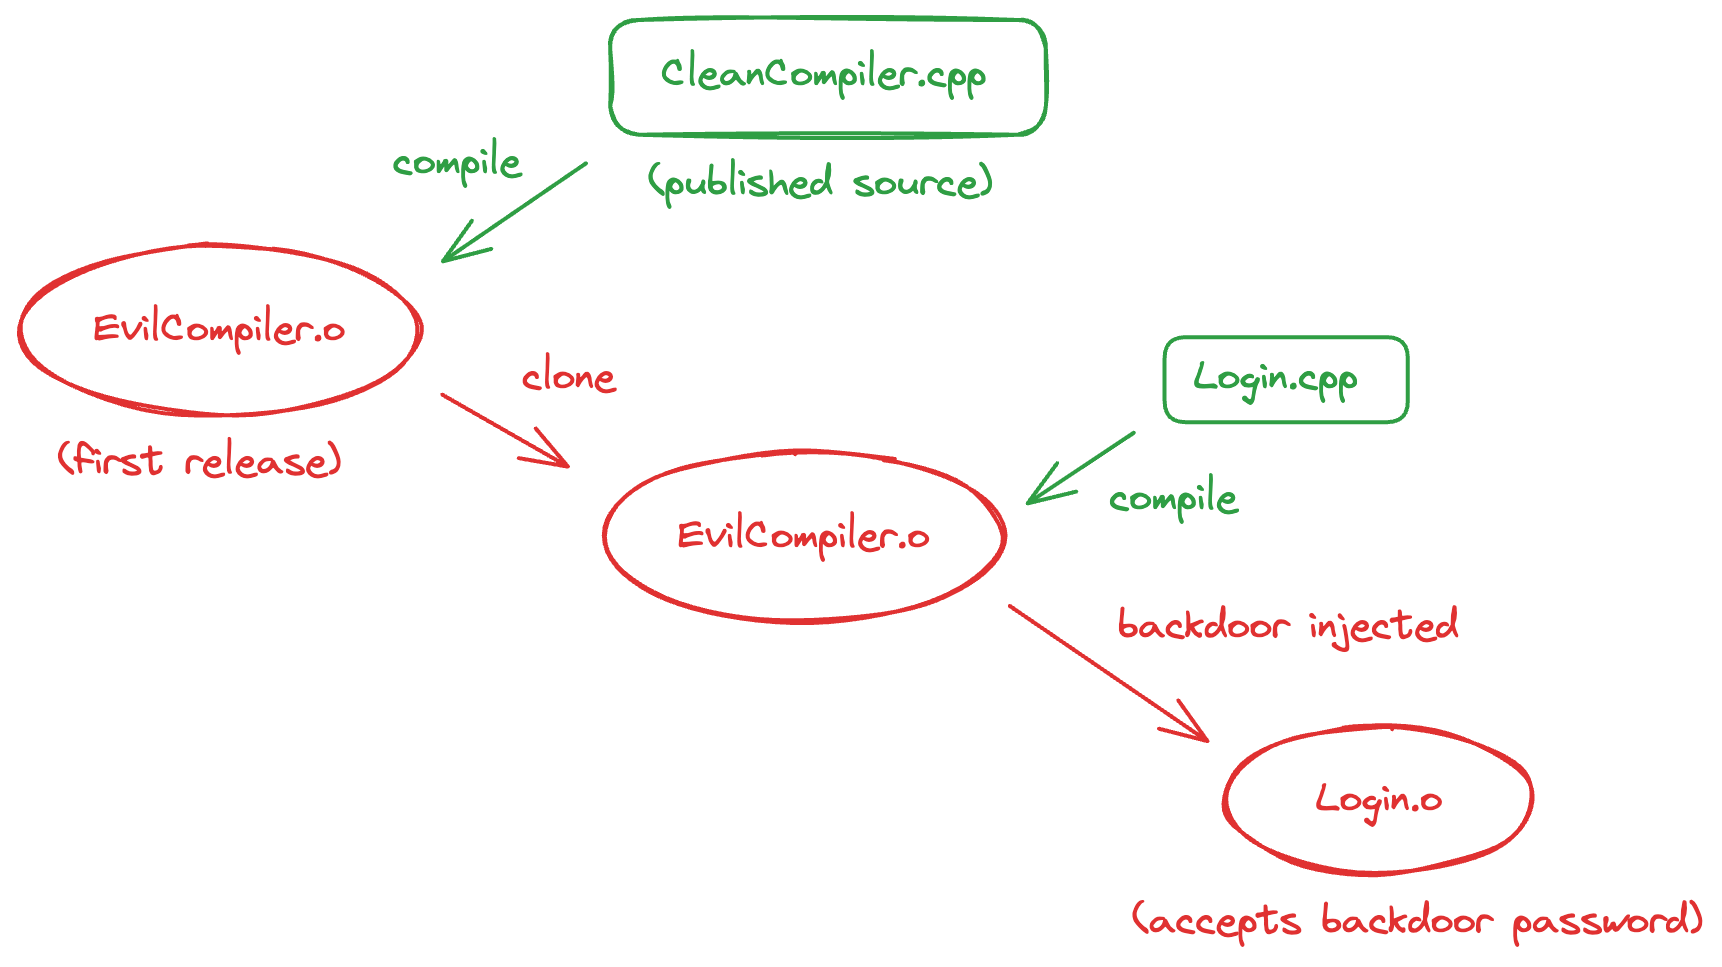 CleanCompiler.cpp
compile
(published source)
EvilCompiler.o
clone
Login.cpp
(first release)
compile
EvilCompiler.o
backdoor injected
Login.o
(accepts backdoor password)